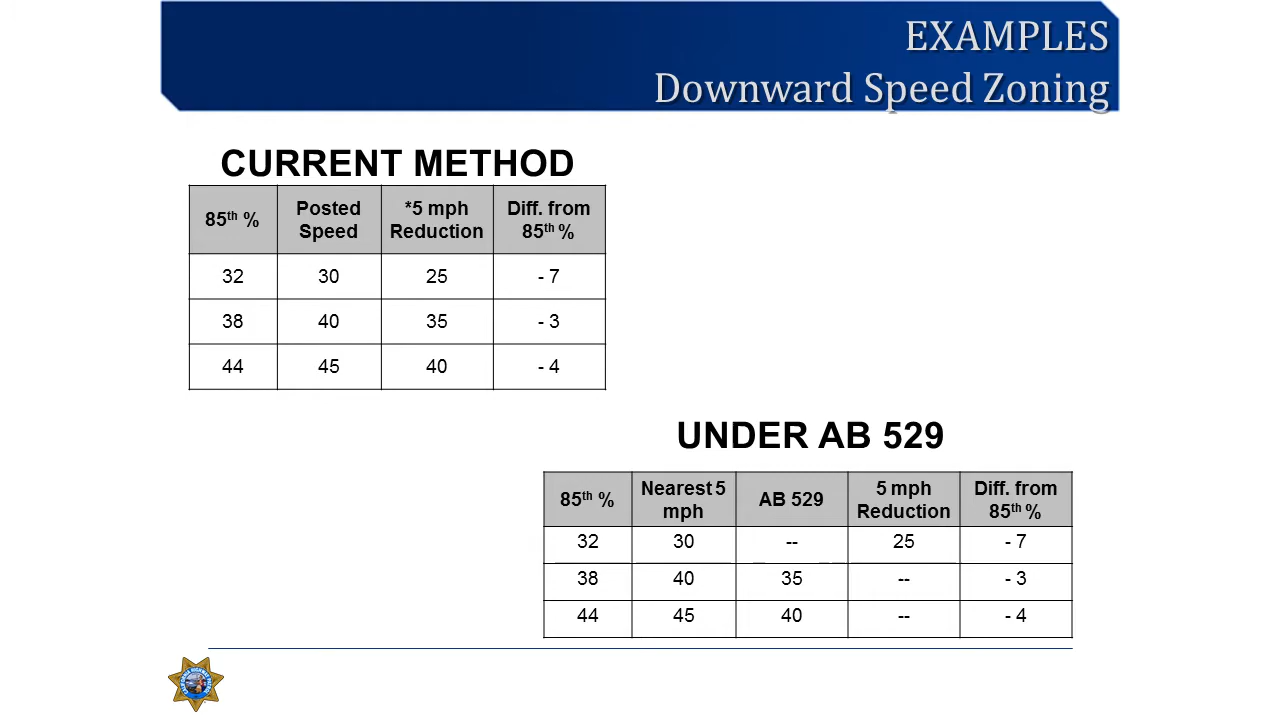 EXAMPLES
Downward Speed Zoning
CURRENT METHOD
85th % Posted Speed *5 mph Reduction Diff. from 85th %
32 30 25 - 7
38 40 35 - 3
44 45 40 - 4
UNDER AB 529
85th % Nearest 5 mph AB 529 5 mph Reduction Diff. from 85th %
32 30 -- 25 - 7
38 40 35 -- - 3
44 45 40 -- - 4